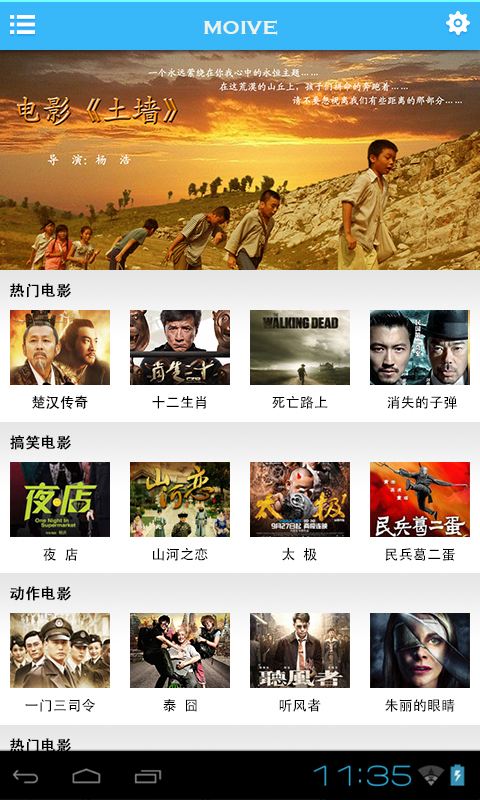 MOIVE
一个永远萦绕在你我心中的永恒主题……
在这荒漠的山丘上，孩子们拼命的奔跑着……
请不要忽视离我们有些距离的那部分……
电影《土墙》
导 演：杨 浩
热门电影
THE WALKING DEAD
楚汉传奇
十二生肖
死亡路上
消失的子弹
搞笑电影
夜·店
One Night In Supermarket
山河恋
太极
9月27日起
民兵葛二蛋
夜 店
山河之恋
太 极
民兵葛二蛋
动作电影
聽風者
一门三司令
泰 囧
听风者
朱丽的眼睛
热门电影
11:35